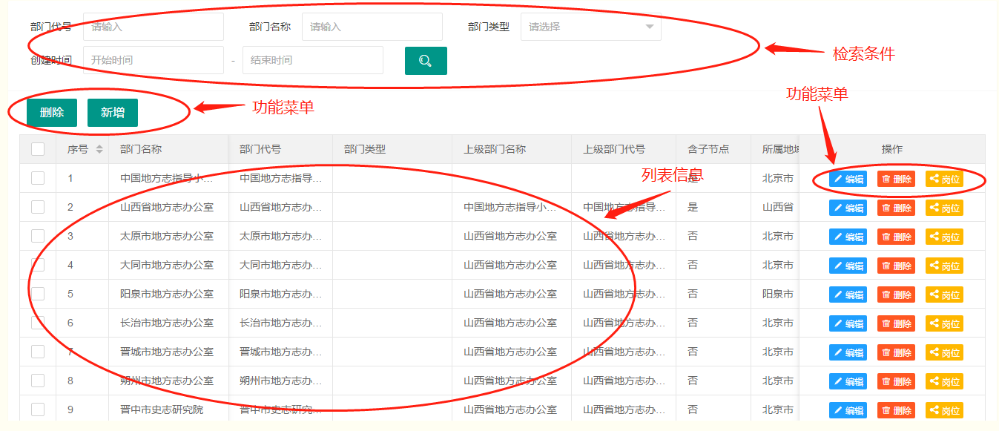 部门代号 请输入 部门名称 请输入 部门类型 请选择
创建时间 开始时间 - 结束时间
检索条件
功能菜单
删除 新增 功能菜单
序号 部门名称 部门代号 部门类型 上级部门名称 上级部门代号 含子节点 所属地域 操作
列表信息
1 中国地方志指导小... 中国地方志指导... 是 北京市 编辑 删除 岗位
2 山西省地方志办公室 山西省地方志办... 中国地方志指导小... 中国地方志指导... 是 山西省 编辑 删除 岗位
3 太原市地方志办公室 太原市地方志办... 山西省地方志办公室 山西省地方志办... 否 北京市 编辑 删除 岗位
4 大同市地方志办公室 大同市地方志办... 山西省地方志办公室 山西省地方志办... 否 北京市 编辑 删除 岗位
5 阳泉市地方志办公室 阳泉市地方志办... 山西省地方志办公室 山西省地方志办... 否 阳泉市 编辑 删除 岗位
6 长治市地方志办公室 长治市地方志办... 山西省地方志办公室 山西省地方志办... 否 北京市 编辑 删除 岗位
7 晋城市地方志办公室 晋城市地方志办... 山西省地方志办公室 山西省地方志办... 否 北京市 编辑 删除 岗位
8 朔州市地方志办公室 朔州市地方志办... 山西省地方志办公室 山西省地方志办... 否 北京市 编辑 删除 岗位
9 晋中市史志研究院 晋中市史志研究... 山西省地方志办公室 山西省地方志办... 否 北京市 编辑 删除 岗位